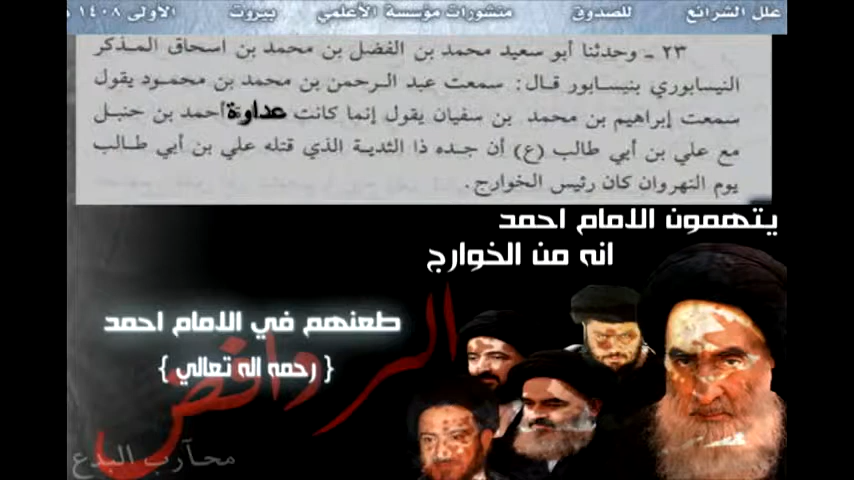 علل الشرائع للصدوق منشورات مؤسسة الأعلمي بيروت الاولى ١٤٠٨ ه
٢٣ ـ وحدثنا أبو سعيد محمد بن الفضل بن محمد بن اسحاق المذكر
النيسابوري بنيسابور قال: سمعت عبد الرحمن بن محمد بن محمود يقول
سمعت إبراهيم بن محمد بن سفيان يقول إنما كانت عداوة أحمد بن حنبل
مع علي بن أبي طالب (ع) أن جده ذا الثدية الذي قتله علي بن أبي طالب
يوم النهروان كان رئيس الخوارج.
يتهمون الامام احمد
انه من الخوارج
طعنهم في الامام احمد
{ رحمه اله تعالي }
الروافض
محآرب البدع